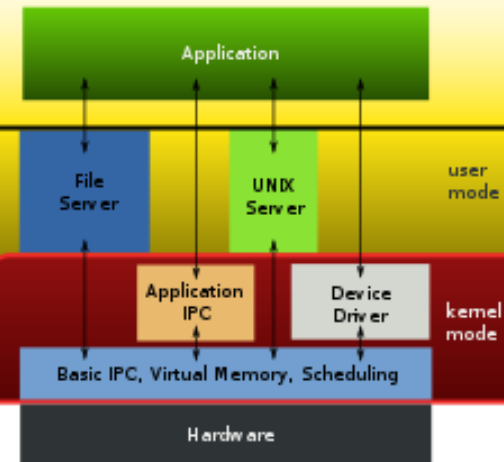 Application
File
Server
UNIX
Server
user
mode
Application
IPC
Device
Driver
kernel
mode
Basic IPC, Virtual Memory, Scheduling
Hardware